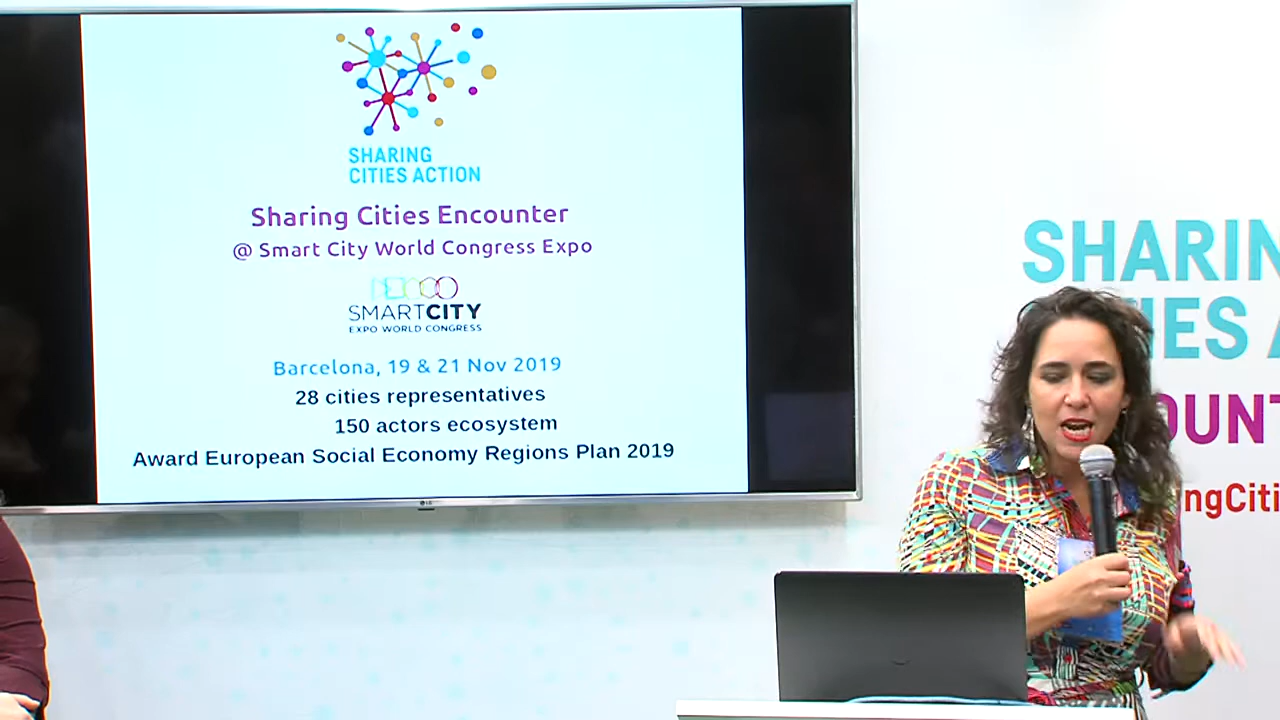 SHARING
CITIES ACTION
Sharing Cities Encounter
@ Smart City World Congress Expo
SMARTCITY
EXPO WORLD CONGRESS
Barcelona, 19 & 21 Nov 2019
28 cities representatives
150 actors ecosystem
Award European Social Economy Regions Plan 2019
LG
SHARIN
IES A
OUNT
ngCiti